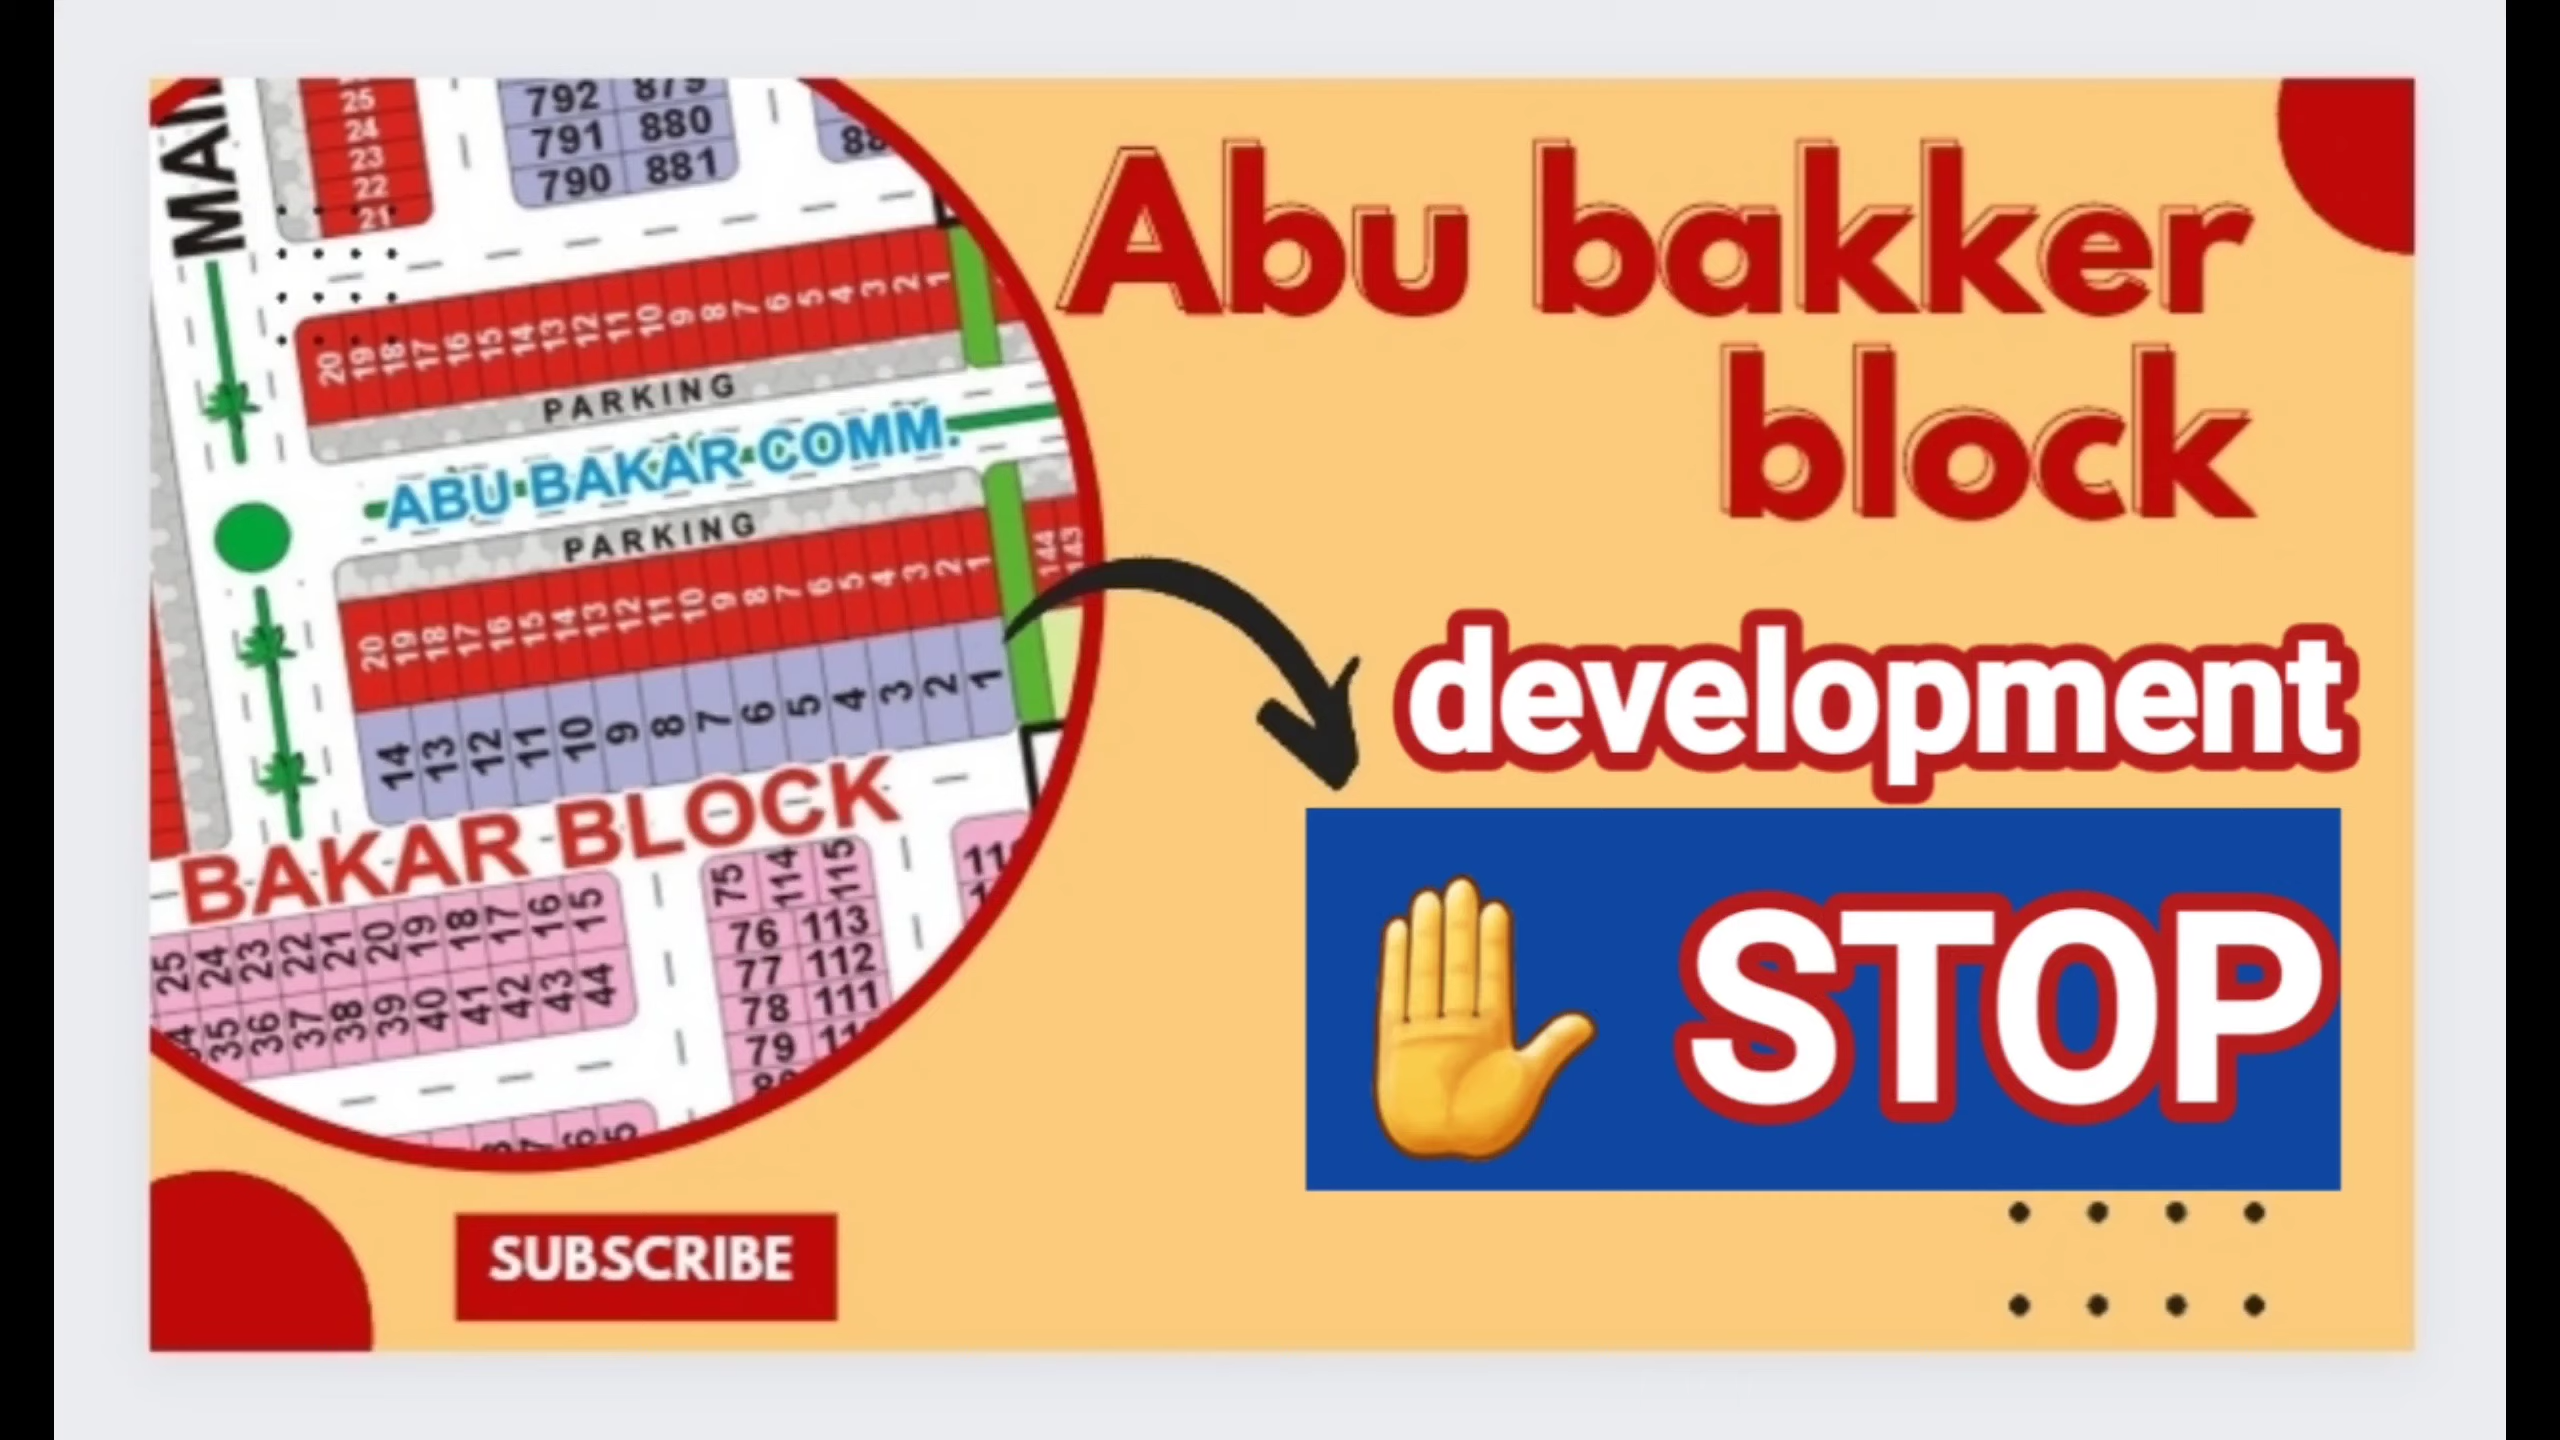 MAIN
25
24
23
22
21
792 879
791 880
790 881
20 19 18 17 16 15 14 13 12 11 10 9 8 7 6 5 4 3 2 1
PARKING
ABU BAKAR COMM.
PARKING
20 19 18 17 16 15 14 13 12 11 10 9 8 7 6 5 4 3 2 1
144
143
14 13 12 11 10 9 8 7 6 5 4 3 2 1
BAKAR BLOCK
25 24 23 22 21 20 19 18 17 16 15
35 36 37 38 39 40 41 42 43 44
75 114 115
76 113
77 112
78 111
79
Abu bakker
block
development
STOP
SUBSCRIBE